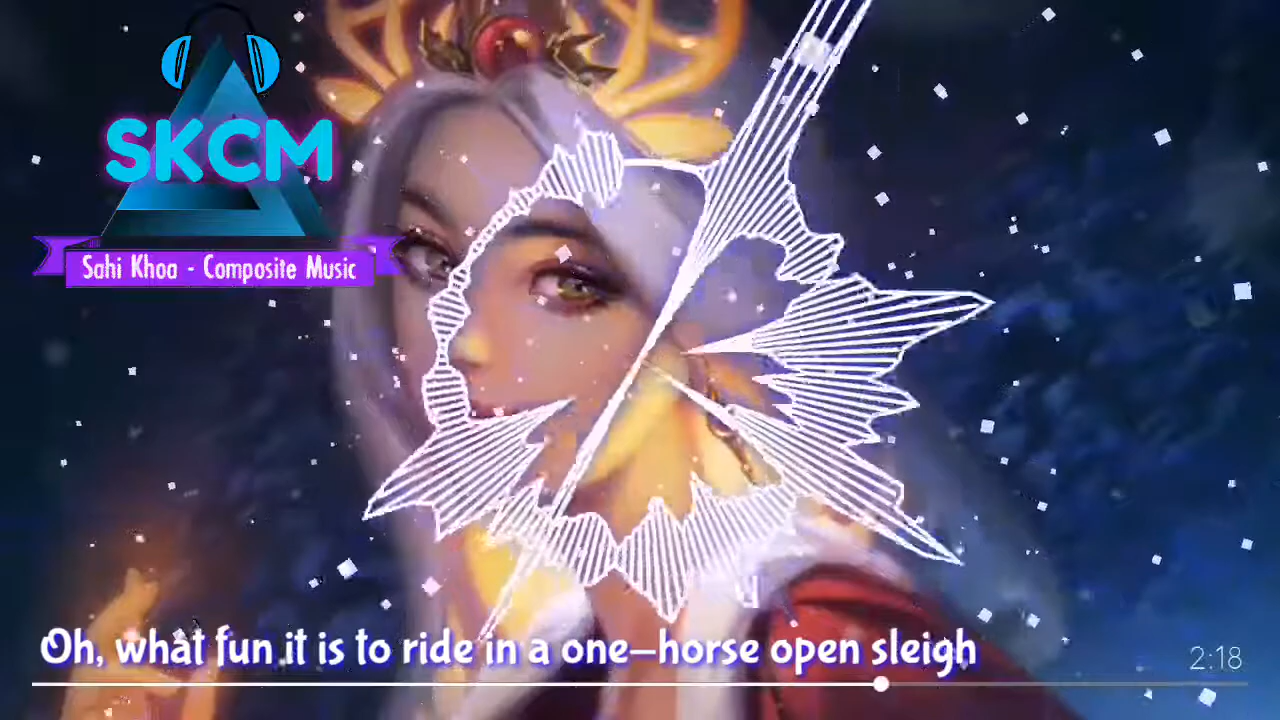 SKCM
Sahi Khoa - Composite Music
Oh, what fun it is to ride in a one-horse open sleigh
2:18